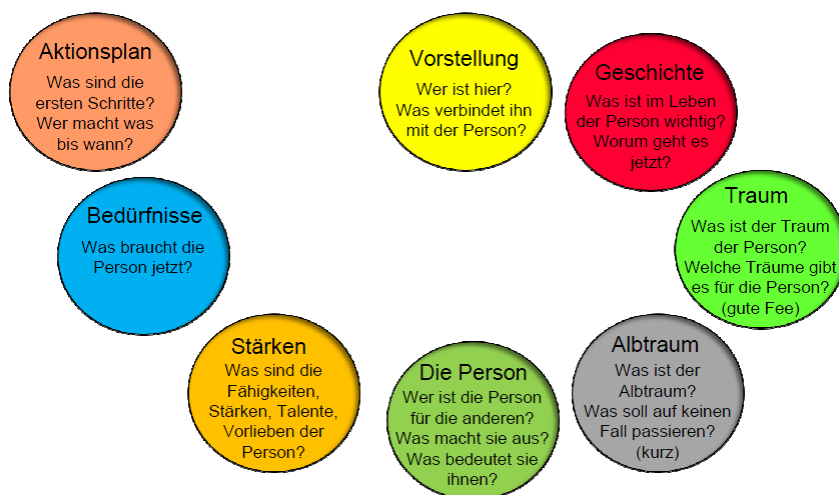 Aktionsplan
Was sind die
ersten Schritte?
Wer macht was
bis wann?
Vorstellung
Wer ist hier?
Was verbindet ihn
mit der Person?
Geschichte
Was ist im Leben
der Person wichtig?
Worum geht es
jetzt?
Traum
Was ist der Traum
der Person?
Welche Träume gibt
es für die Person?
(gute Fee)
Albtraum
Was ist der
Albtraum?
Was soll auf keinen
Fall passieren?
(kurz)
Die Person
Wer ist die Person
für die anderen?
Was macht sie aus?
Was bedeutet sie
ihnen?
Stärken
Was sind die
Fähigkeiten,
Stärken, Talente,
Vorlieben der
Person?
Bedürfnisse
Was braucht die
Person jetzt?